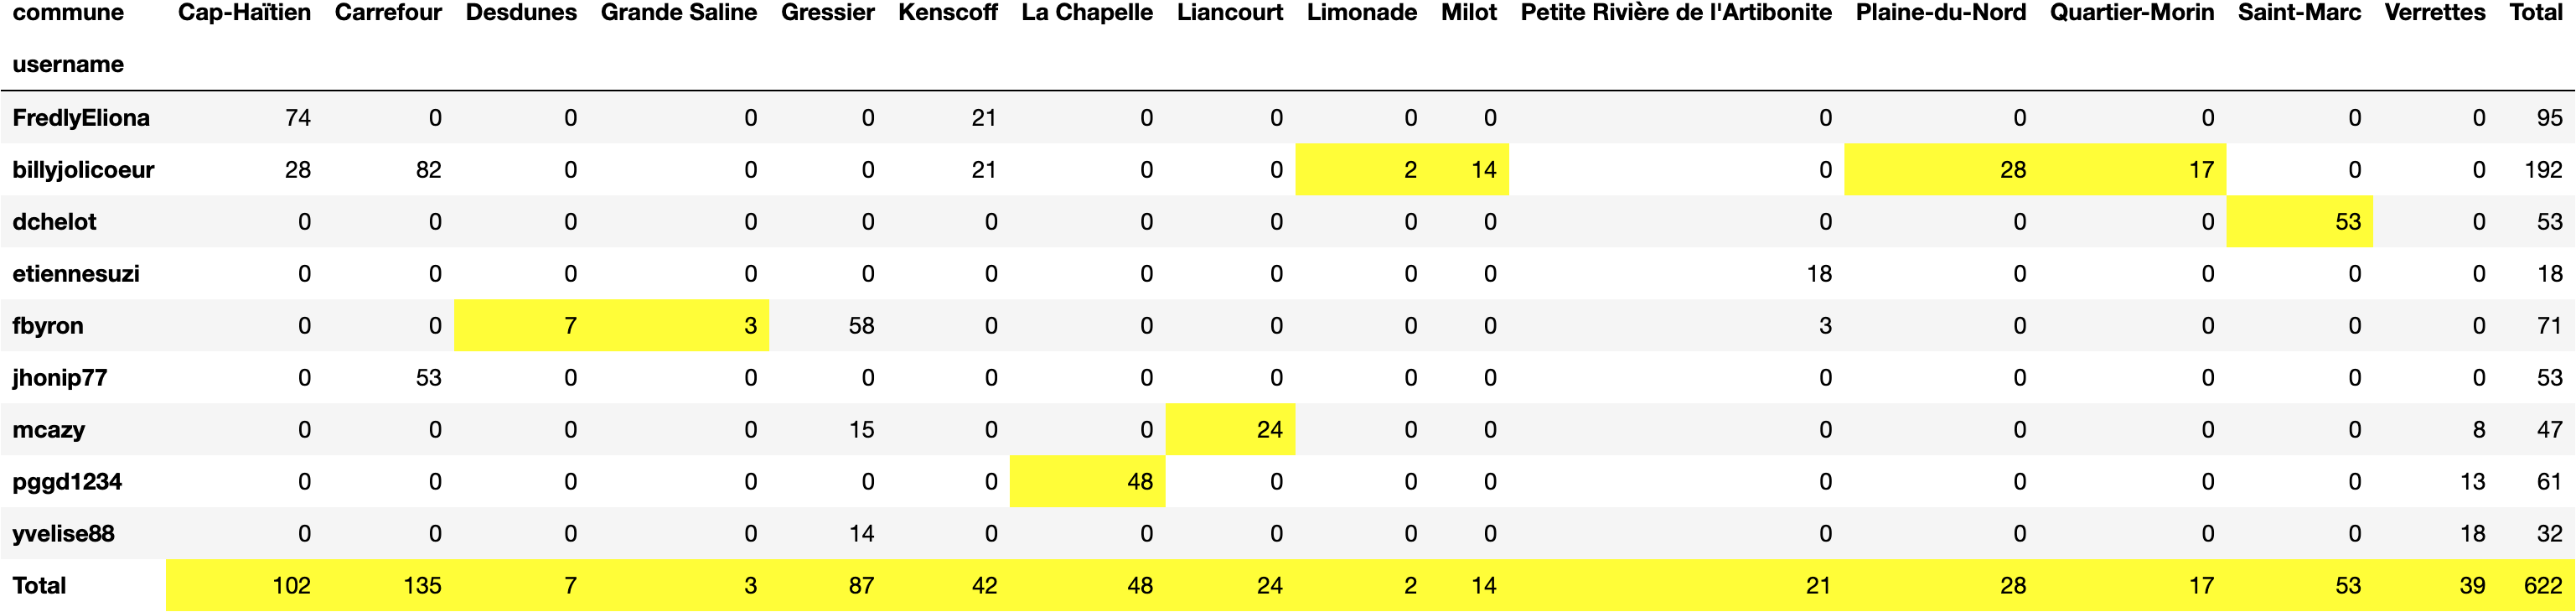 commune Cap-Haïtien Carrefour Desdunes Grande Saline Gressier Kenscoff La Chapelle Liancourt Limonade Milot Petite Rivière de l'Artibonite Plaine-du-Nord Quartier-Morin Saint-Marc Verrettes Total
username
FredlyEliona 74 0 0 0 0 21 0 0 0 0 0 0 0 0 0 95
billyjolicoeur 28 82 0 0 0 21 0 0 2 14 0 28 17 0 0 192
dchelot 0 0 0 0 0 0 0 0 0 0 0 0 0 53 0 53
etiennesuzi 0 0 0 0 0 0 0 0 0 0 18 0 0 0 0 18
fbyron 0 0 7 3 58 0 0 0 0 0 3 0 0 0 0 71
jhonip77 0 53 0 0 0 0 0 0 0 0 0 0 0 0 0 53
mcazy 0 0 0 0 15 0 0 24 0 0 0 0 0 0 8 47
pggd1234 0 0 0 0 0 0 48 0 0 0 0 0 0 0 13 61
yvelise88 0 0 0 0 14 0 0 0 0 0 0 0 0 0 18 32
Total 102 135 7 3 87 42 48 24 2 14 21 28 17 53 39 622